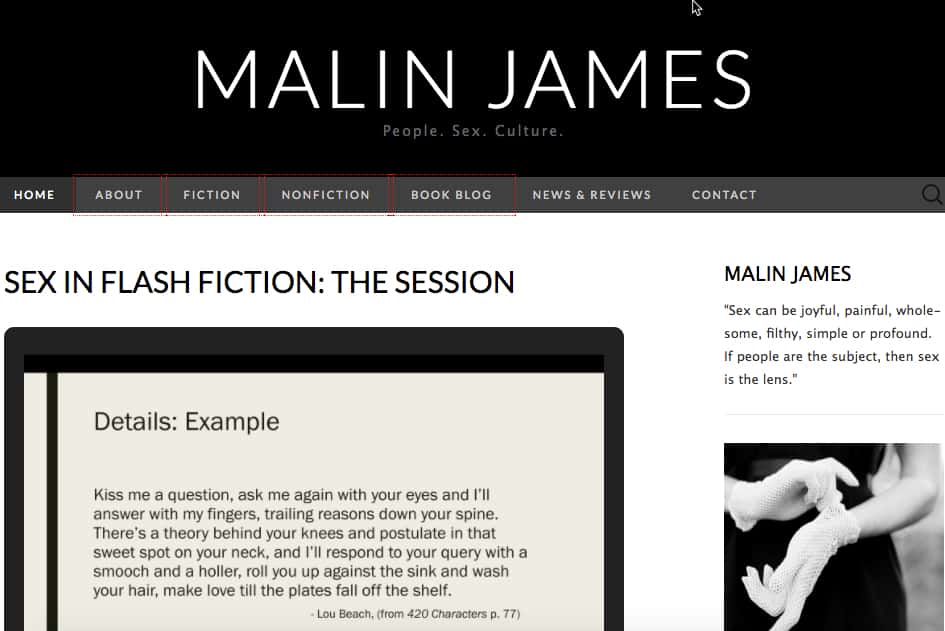 MALIN JAMES
People. Sex. Culture.
HOME ABOUT FICTION NONFICTION BOOK BLOG NEWS & REVIEWS CONTACT
SEX IN FLASH FICTION: THE SESSION
Details: Example
Kiss me a question, ask me again with your eyes and I'll
answer with my fingers, trailing reasons down your spine.
There's a theory behind your knees and postulate in that
sweet spot on your neck, and I'll respond to your query with a
smooch and a holler, roll you up against the sink and wash
your hair, make love till the plates fall off the shelf.
- Lou Beach, (from 420 Characters p. 77)
MALIN JAMES
“Sex can be joyful, painful, whole-
some, filthy, simple or profound.
If people are the subject, then sex
is the lens."